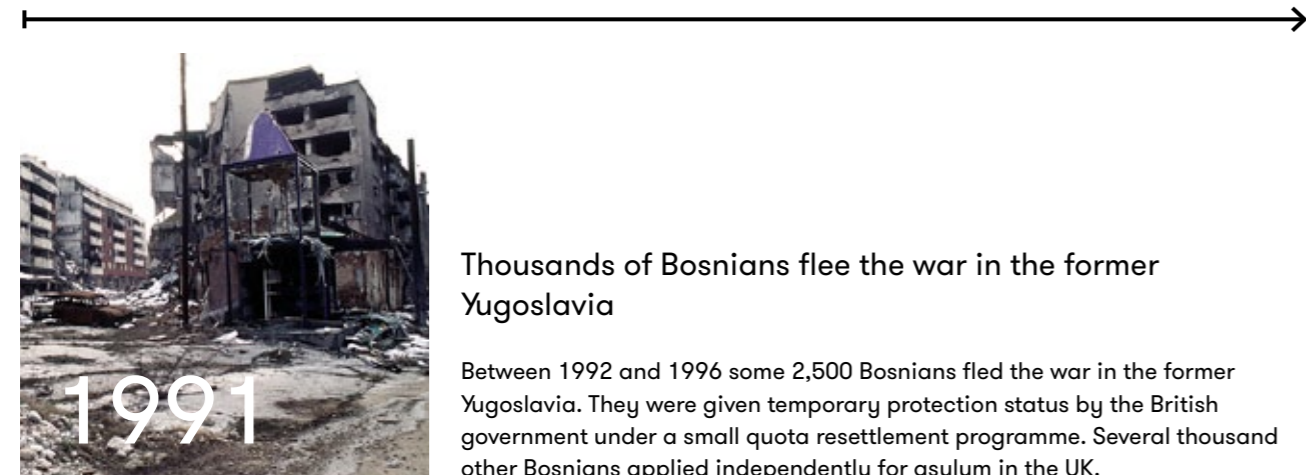 1991
Thousands of Bosnians flee the war in the former
Yugoslavia
Between 1992 and 1996 some 2,500 Bosnians fled the war in the former
Yugoslavia. They were given temporary protection status by the British
government under a small quota resettlement programme. Several thousand
other Bosnians applied independently for asylum in the UK.